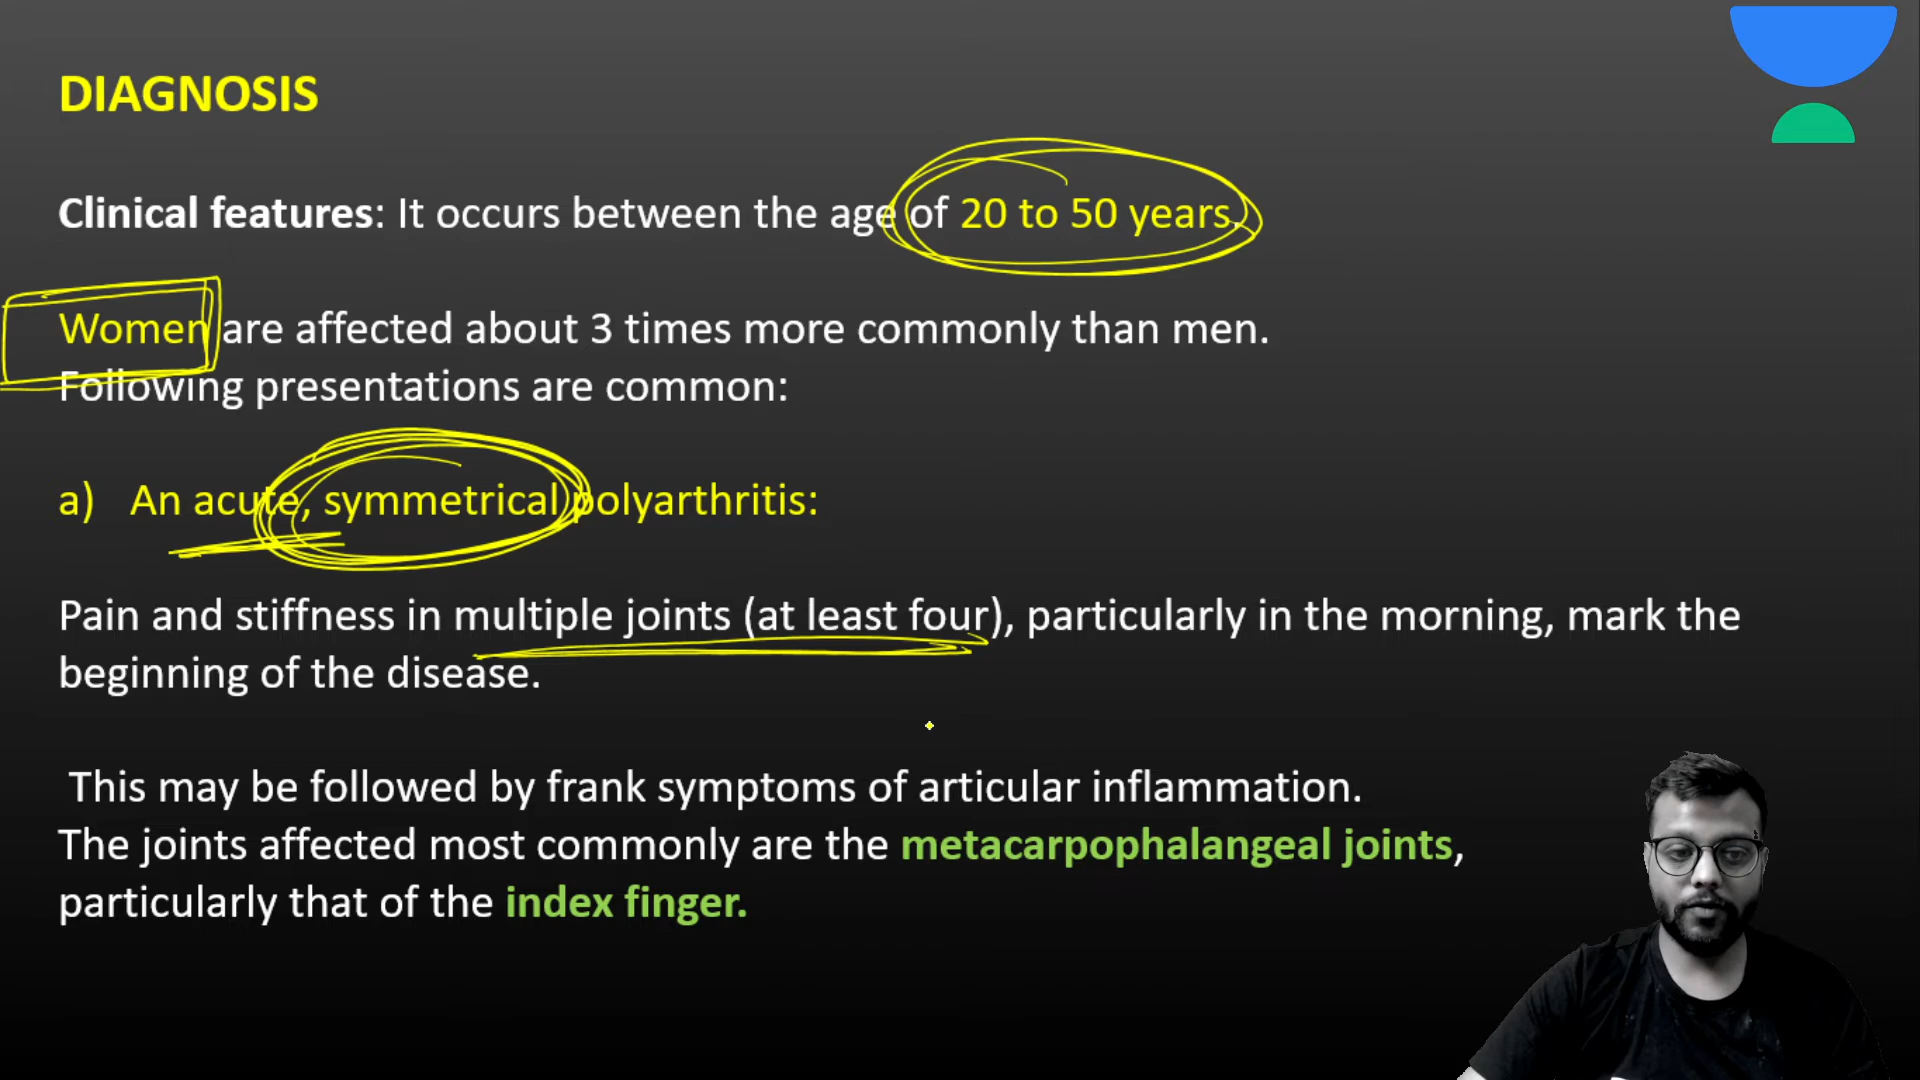 DIAGNOSIS
Clinical features: It occurs between the age of 20 to 50 years.
Women are affected about 3 times more commonly than men.
Following presentations are common:
a) An acute, symmetrical polyarthritis:
Pain and stiffness in multiple joints (at least four), particularly in the morning, mark the
beginning of the disease.
This may be followed by frank symptoms of articular inflammation.
The joints affected most commonly are the metacarpophalangeal joints,
particularly that of the index finger.